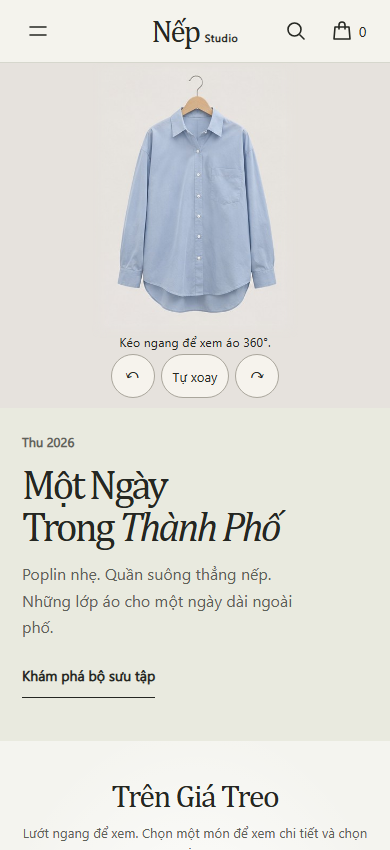 Nếp Studio
0
Kéo ngang để xem áo 360°.
Tự xoay
Thu 2026
Một Ngày
Trong Thành Phố
Poplin nhẹ. Quần suông thẳng nếp.
Những lớp áo cho một ngày dài ngoài
phố.
Khám phá bộ sưu tập
Trên Giá Treo
Lướt ngang để xem. Chọn một món để xem chi tiết và chọn